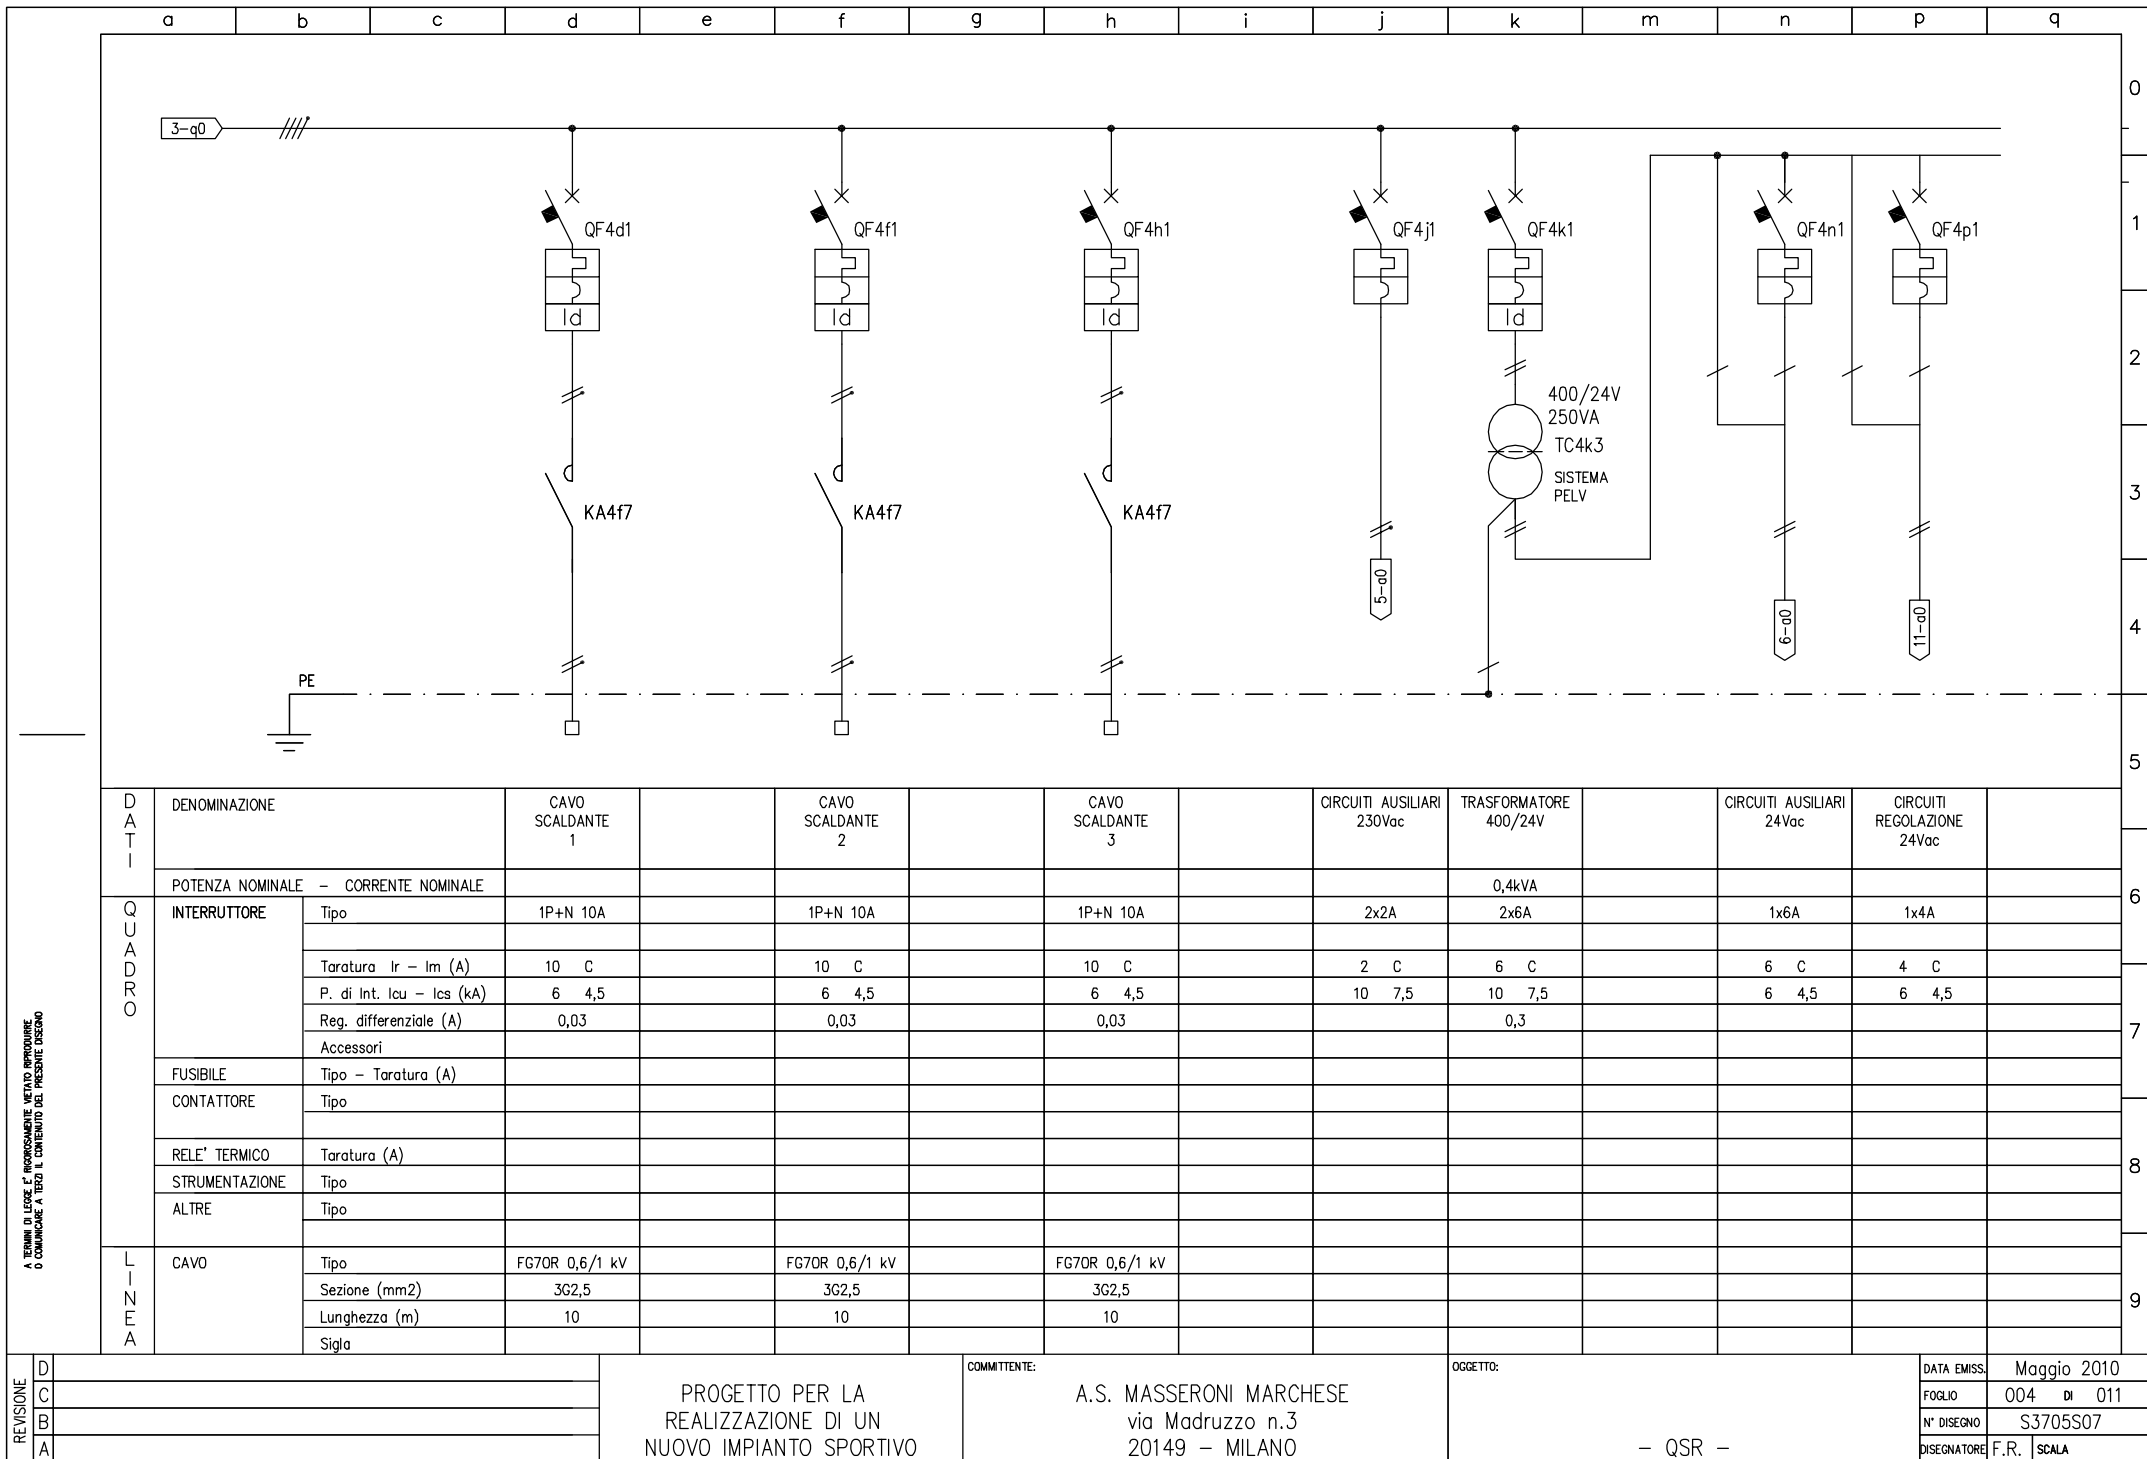 a b c d e f g h i j k m n p q
0
3-q0
1
QF4d1 QF4f1 QF4h1 QF4j1 QF4k1 QF4n1 QF4p1
Id Id Id Id
2
400/24V
250VA
TC4k3
SISTEMA
PELV
3
KA4f7 KA4f7 KA4f7
5-a0
6-a0
11-a0
4
PE
5
DATI
DENOMINAZIONE
CAVO
SCALDANTE
1
CAVO
SCALDANTE
2
CAVO
SCALDANTE
3
CIRCUITI AUSILIARI
230Vac
TRASFORMATORE
400/24V
CIRCUITI AUSILIARI
24Vac
CIRCUITI
REGOLAZIONE
24Vac
POTENZA NOMINALE - CORRENTE NOMINALE 0,4kVA
6
QUADRO
INTERRUTTORE Tipo 1P+N 10A 1P+N 10A 1P+N 10A 2x2A 2x6A 1x6A 1x4A
Taratura Ir - Im (A) 10 C 10 C 10 C 2 C 6 C 6 C 4 C
P. di Int. Icu - Ics (kA) 6 4,5 6 4,5 6 4,5 10 7,5 10 7,5 6 4,5 6 4,5
Reg. differenziale (A) 0,03 0,03 0,03 0,3
7
Accessori
FUSIBILE Tipo - Taratura (A)
CONTATTORE Tipo
RELE' TERMICO Taratura (A)
8
STRUMENTAZIONE Tipo
ALTRE Tipo
LINEA
CAVO Tipo FG7OR 0,6/1 kV FG7OR 0,6/1 kV FG7OR 0,6/1 kV
Sezione (mm2) 3G2,5 3G2,5 3G2,5
9
Lunghezza (m) 10 10 10
Sigla
A TERMINI DI LEGGE E' RIGOROSAMENTE VIETATO RIPRODURRE
O COMUNICARE A TERZI IL CONTENUTO DEL PRESENTE DISEGNO
REVISIONE
D
C
B
A
PROGETTO PER LA
REALIZZAZIONE DI UN
NUOVO IMPIANTO SPORTIVO
COMMITTENTE:
A.S. MASSERONI MARCHESE
via Madruzzo n.3
20149 - MILANO
OGGETTO:
- QSR -
DATA EMISS. Maggio 2010
FOGLIO 004 DI 011
N° DISEGNO S3705S07
DISEGNATORE F.R. SCALA